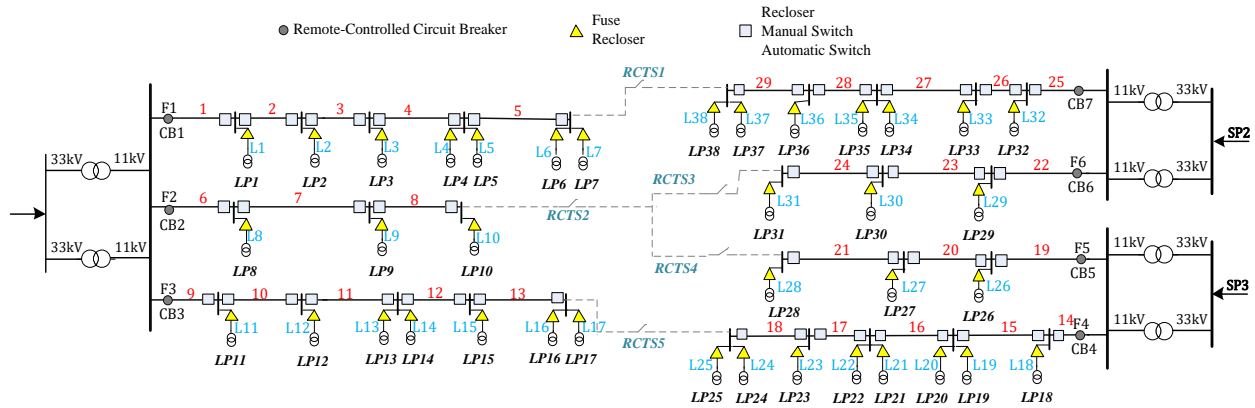 Remote-Controlled Circuit Breaker
Fuse
Recloser
Recloser
Manual Switch
Automatic Switch
RCTS1
F1 1 2 3 4 5
CB1
L1 L2 L3 L4 L5 L6 L7
LP1 LP2 LP3 LP4 LP5 LP6 LP7
29 28 27 26 25
CB7
L38 L37 L36 L35 L34 L33 L32
LP38 LP37 LP36 LP35 LP34 LP33 LP32
11kV 33kV
SP2
11kV 33kV
33kV 11kV
33kV 11kV
RCTS3
24 23 22 F6
CB6
L31 L30 L29
LP31 LP30 LP29
F2 6 7 8
CB2
RCTS2
L8 L9 L10
LP8 LP9 LP10
RCTS4
21 20 19 F5
CB5
L28 L27 L26
LP28 LP27 LP26
11kV 33kV
SP3
11kV 33kV
F3 9 10 11 12 13
CB3
L11 L12 L13 L14 L15 L16 L17
LP11 LP12 LP13 LP14 LP15 LP16 LP17
RCTS5
18 17 16 15 14 F4
CB4
L25 L24 L23 L22 L21 L20 L19 L18
LP25 LP24 LP23 LP22 LP21 LP20 LP19 LP18